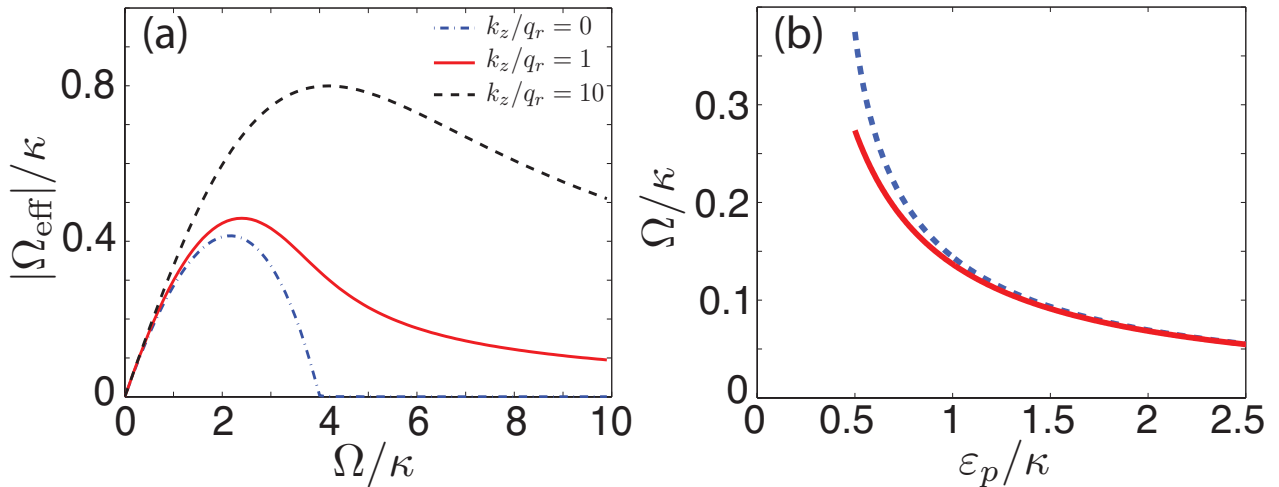 (a)
k_z/q_r = 0
k_z/q_r = 1
k_z/q_r = 10
0.8
0.4
0
|Ω_eff|/κ
0 2 4 6 8 10
Ω/κ
(b)
0.3
0.2
0.1
0
Ω/κ
0 0.5 1 1.5 2 2.5
ε_p/κ